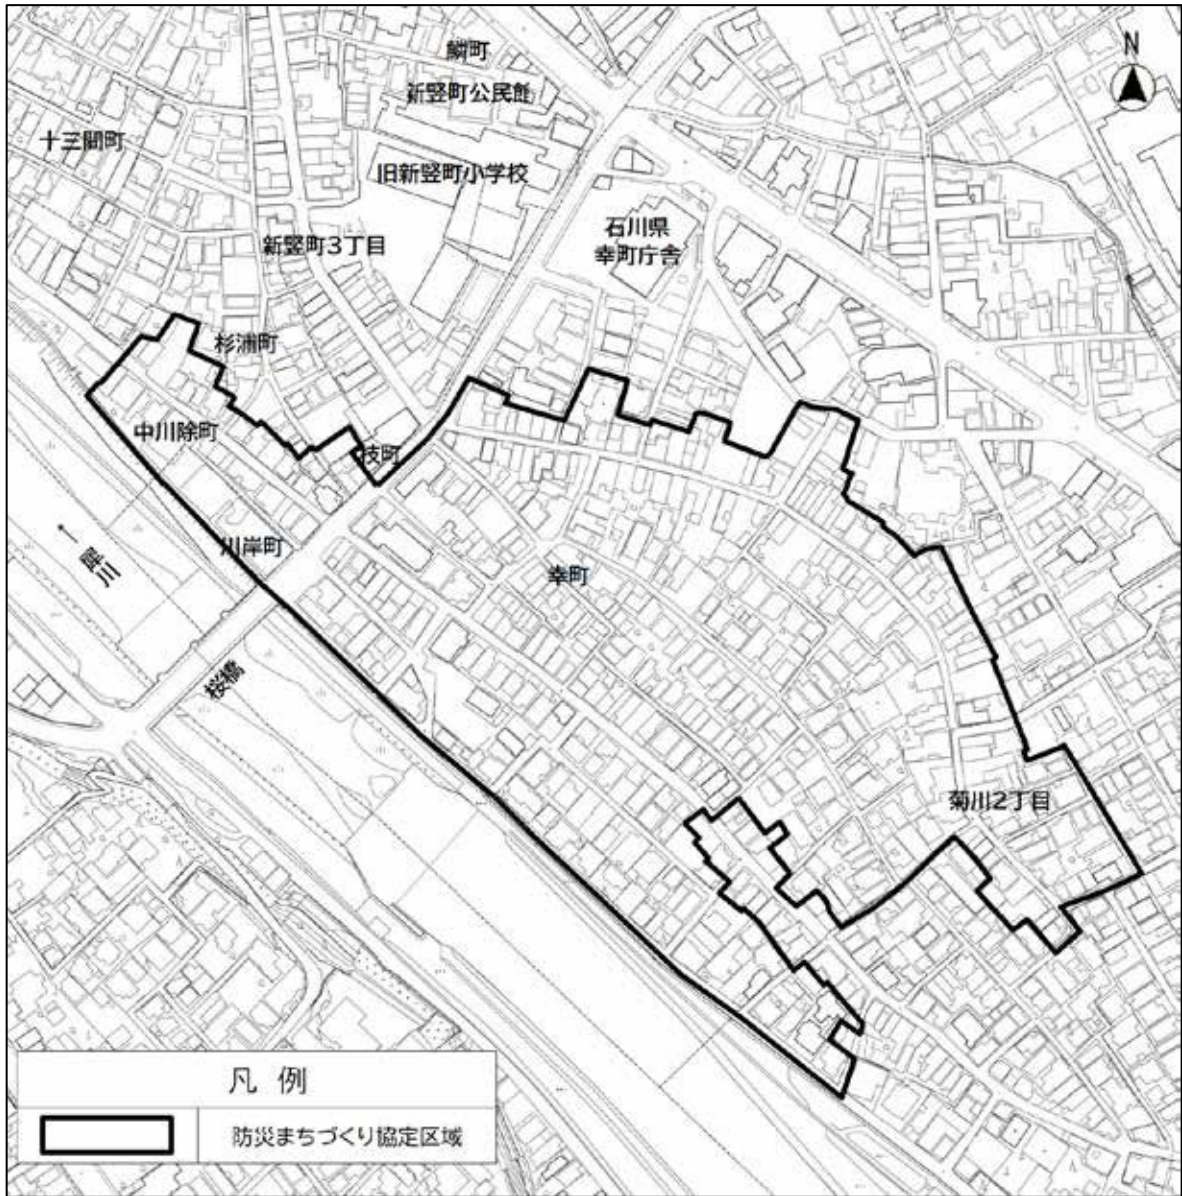 鱗町
N
新竪町公民館
十三間町
旧新竪町小学校
石川県
幸町庁舎
新竪町3丁目
杉浦町
中川除町
枝町
川岸町
幸町
犀川
桜橋
菊川2丁目
凡 例
防災まちづくり協定区域